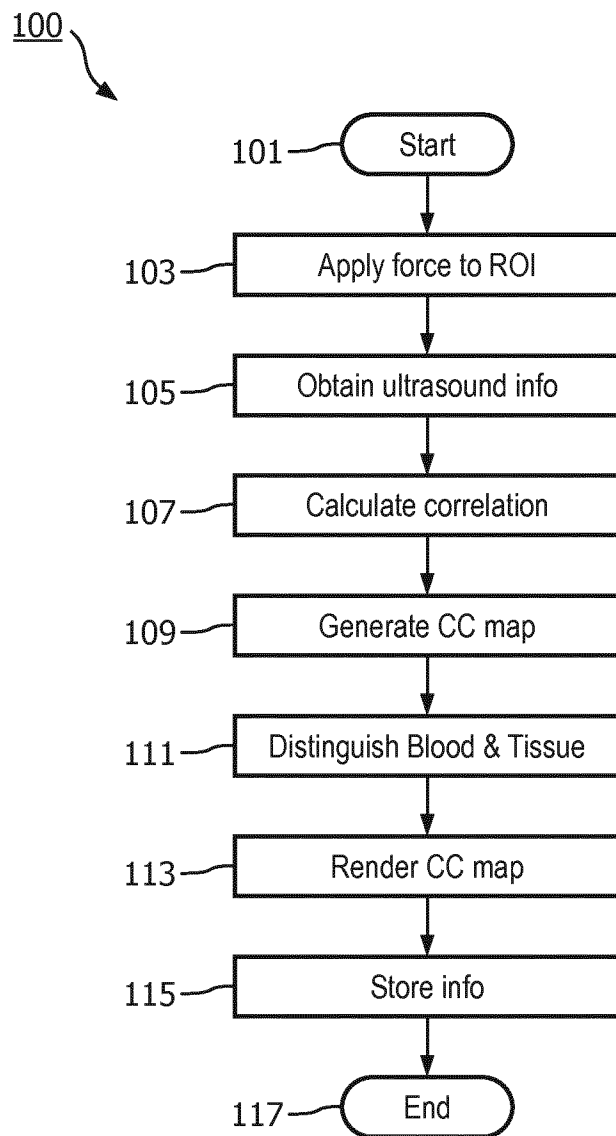 100
101 Start
103 Apply force to ROI
105 Obtain ultrasound info
107 Calculate correlation
109 Generate CC map
111 Distinguish Blood & Tissue
113 Render CC map
115 Store info
117 End